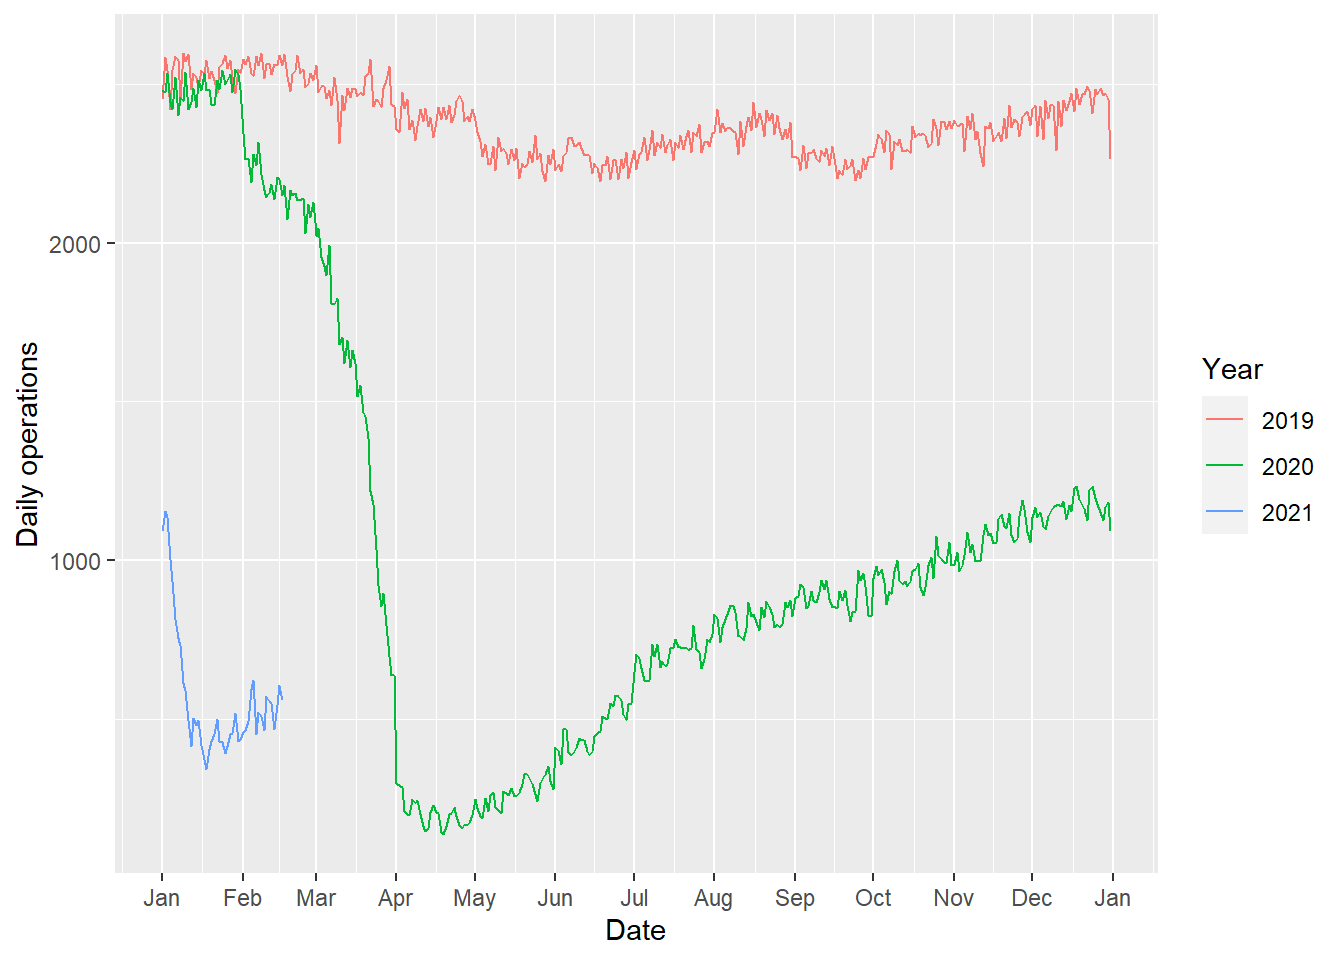 Daily operations
2000
1000
Jan Feb Mar Apr May Jun Jul Aug Sep Oct Nov Dec Jan
Date
Year
2019
2020
2021